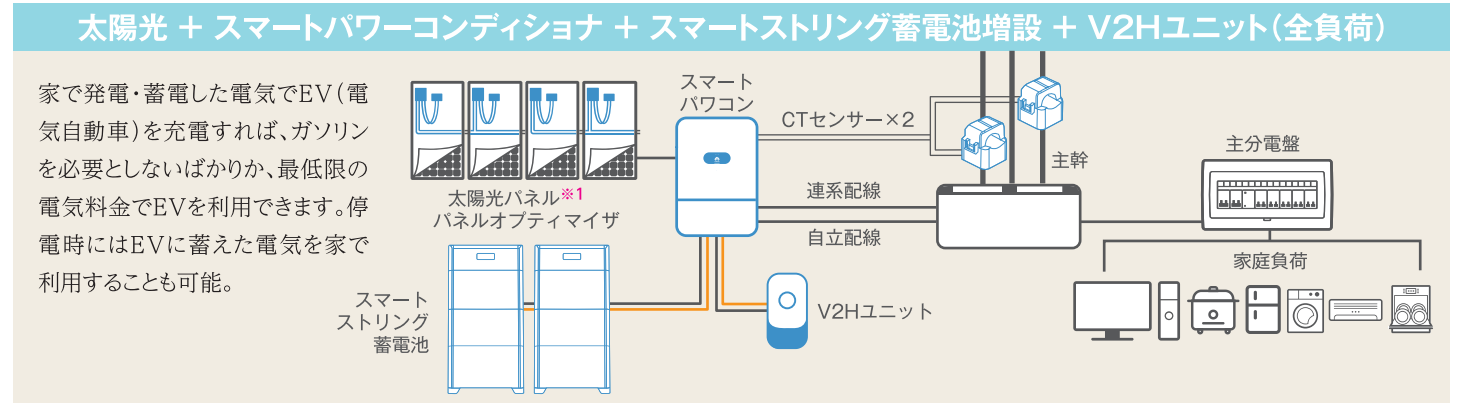 太陽光 ＋ スマートパワーコンディショナ ＋ スマートストリング蓄電池増設 ＋ V2Hユニット（全負荷）
家で発電・蓄電した電気でEV（電
気自動車）を充電すれば、ガソリン
を必要としないばかりか、最低限の
電気料金でEVを利用できます。停
電時にはEVに蓄えた電気を家で
利用することも可能。
スマート
パワコン
CTセンサー×2
主幹
主分電盤
太陽光パネル※1
パネルオプティマイザ
連系配線
自立配線
家庭負荷
スマート
ストリング
蓄電池
V2Hユニット